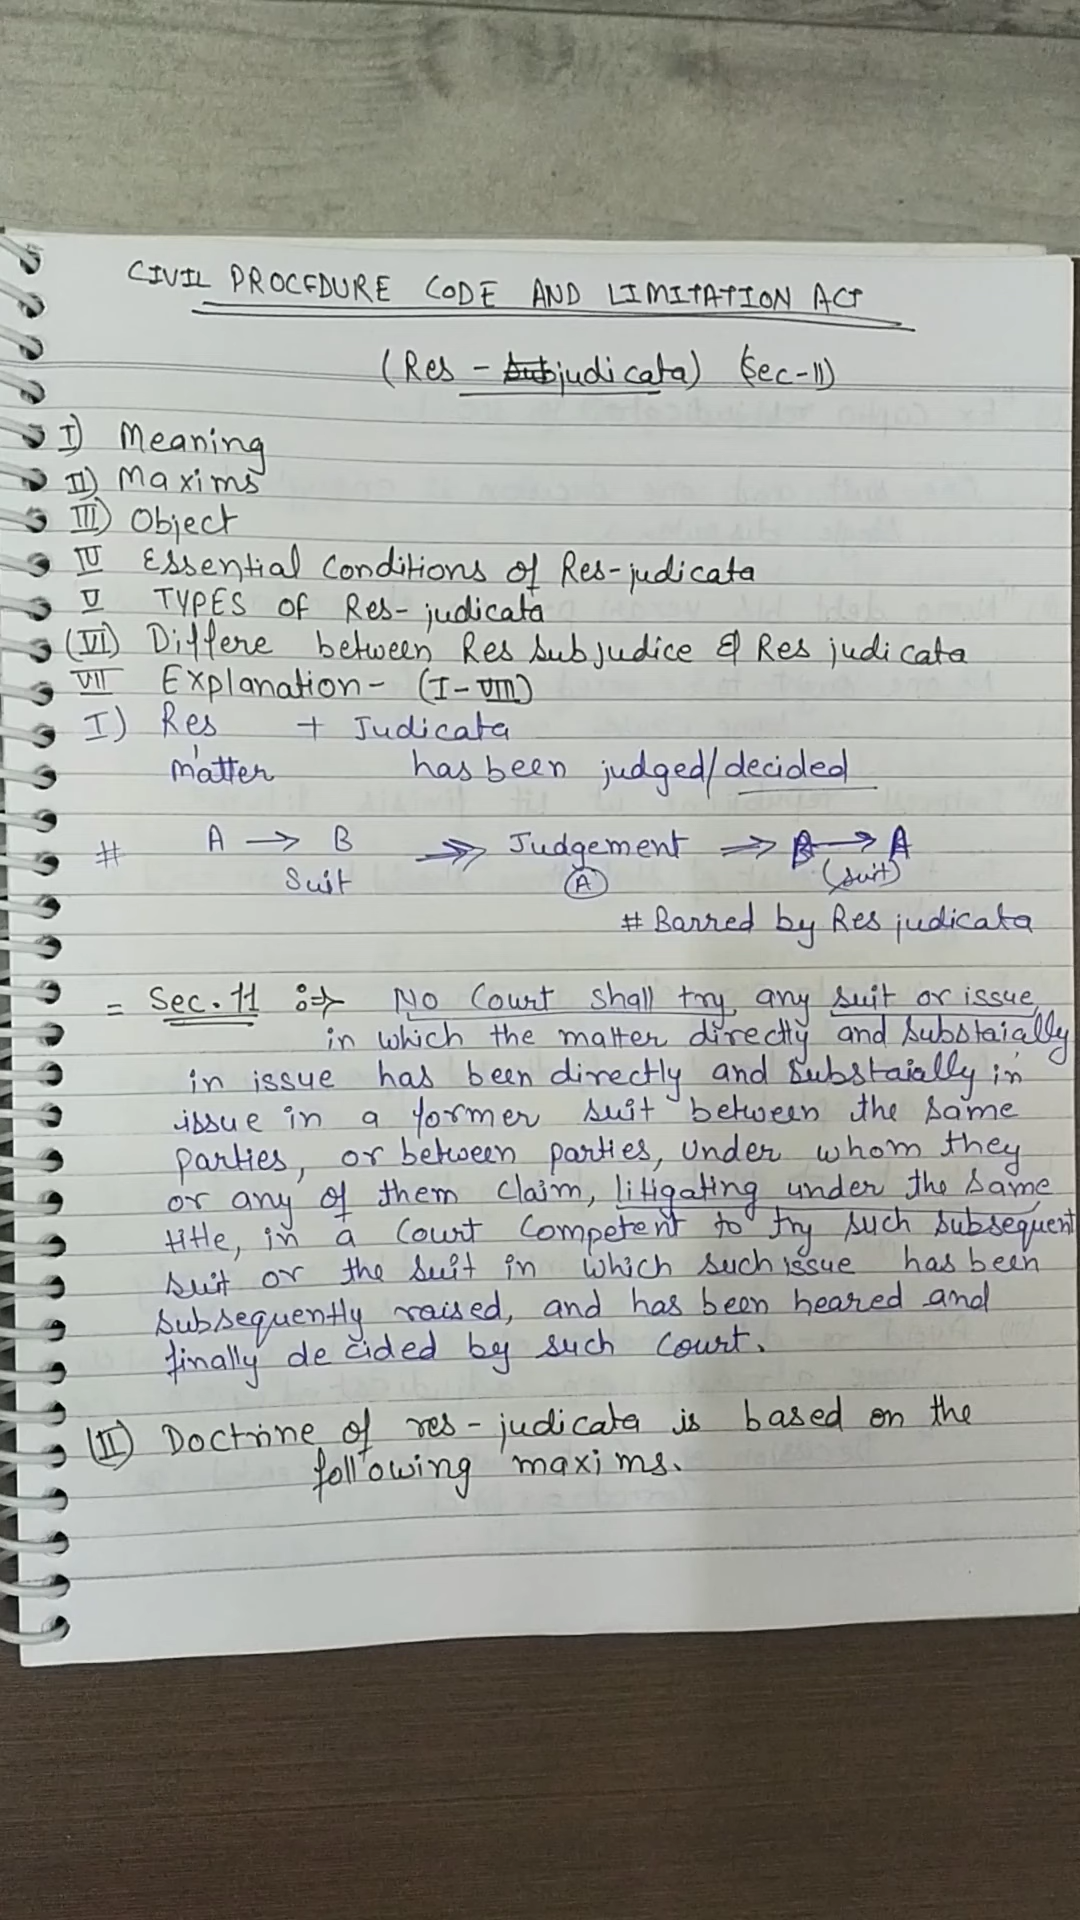 CIVIL PROCEDURE CODE AND LIMITATION ACT
(Res - judicata) (Sec-11)
I) Meaning
II) Maxims
III) Object
IV Essential Conditions of Res-judicata
V TYPES of Res-judicata
(VI) Differe between Res Subjudice & Res judicata
VII Explanation- (I-VIII)
I) Res + Judicata
matter has been judged/decided
# A → B ⇒ Judgement ⇒ B → A
Suit (A) (suit)
# Barred by Res judicata
= Sec. 11 :⇒ No Court shall try any suit or issue
in which the matter directly and substaially
in issue has been directly and substaially in
issue in a former suit between the same
parties, or between parties, under whom they
or any of them claim, litigating under the same
title, in a Court Competent to try such subsequent
suit or the suit in which such issue has been
subsequently raised, and has been heared and
finally decided by such Court.
(II) Doctrine of res-judicata is based on the
following maxims.